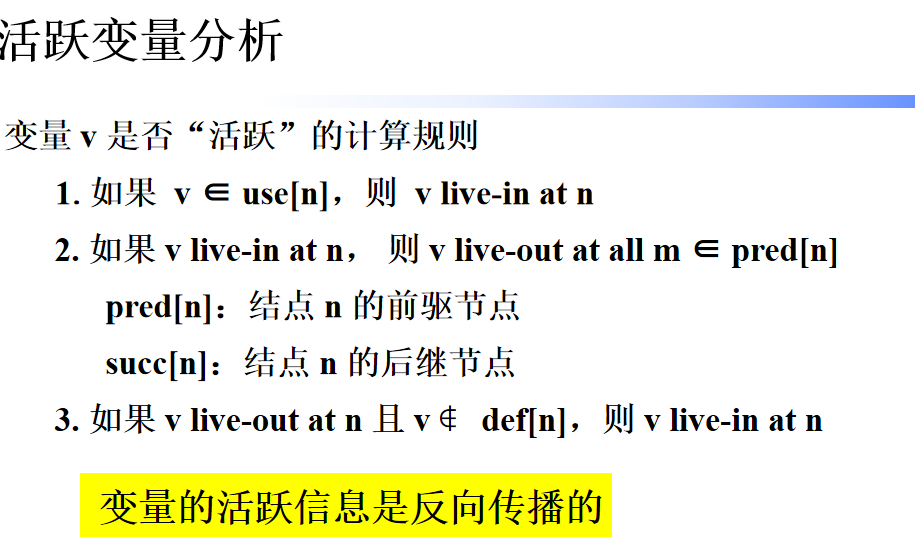 活跃变量分析
变量 v 是否“活跃”的计算规则
1. 如果 v ∈ use[n]，则 v live-in at n
2. 如果 v live-in at n， 则 v live-out at all m ∈ pred[n]
pred[n]：结点 n 的前驱节点
succ[n]：结点 n 的后继节点
3. 如果 v live-out at n 且 v ∉ def[n]，则 v live-in at n
变量的活跃信息是反向传播的